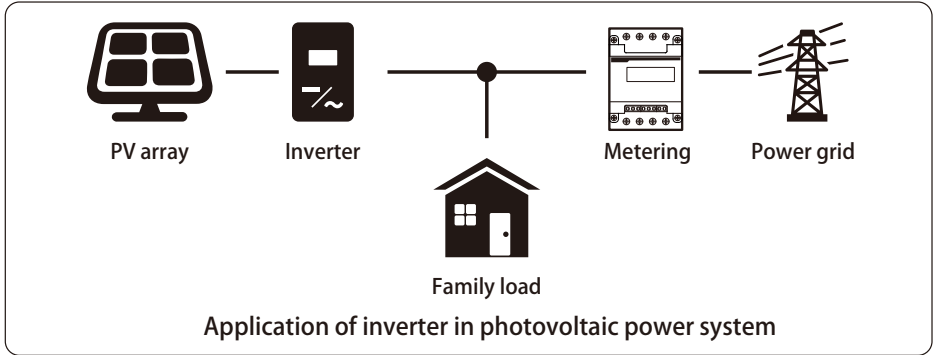 PV array
Inverter
Metering
Power grid
Family load
Application of inverter in photovoltaic power system